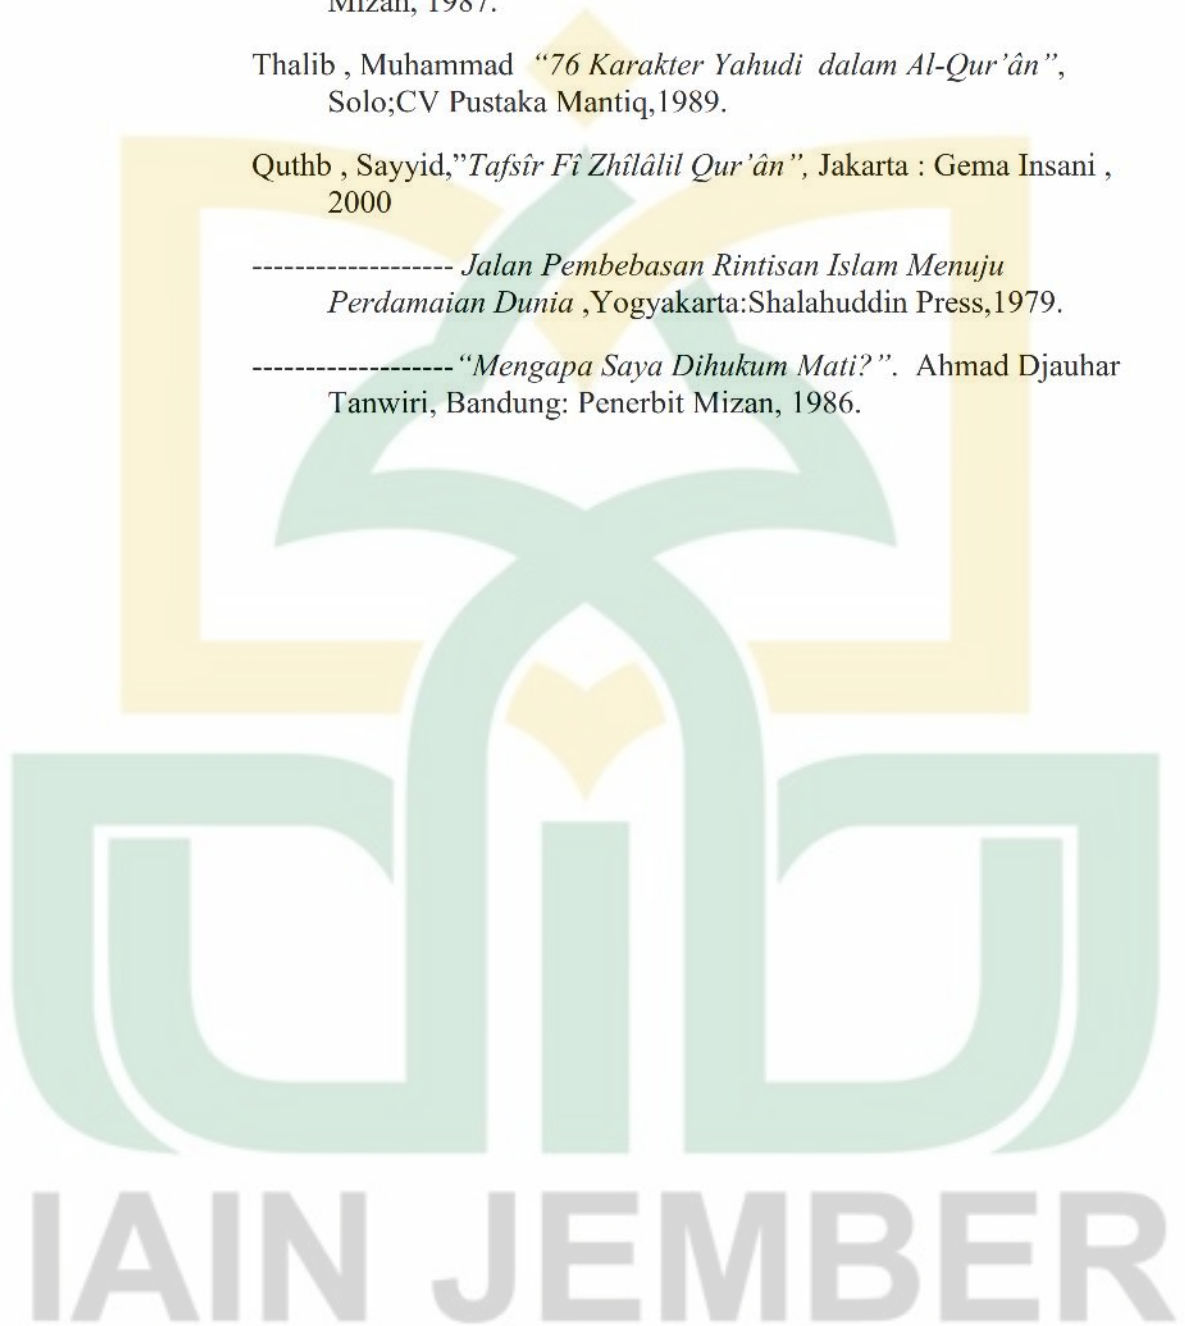 Mizan, 1987.
Thalib , Muhammad “76 Karakter Yahudi dalam Al-Qur’ân”,
Solo;CV Pustaka Mantiq,1989.
Quthb , Sayyid,”Tafsîr Fî Zhîlâlil Qur’ân”, Jakarta : Gema Insani ,
2000
------------------- Jalan Pembebasan Rintisan Islam Menuju
Perdamaian Dunia ,Yogyakarta:Shalahuddin Press,1979.
-------------------“Mengapa Saya Dihukum Mati?”. Ahmad Djauhar
Tanwiri, Bandung: Penerbit Mizan, 1986.
IAIN JEMBER